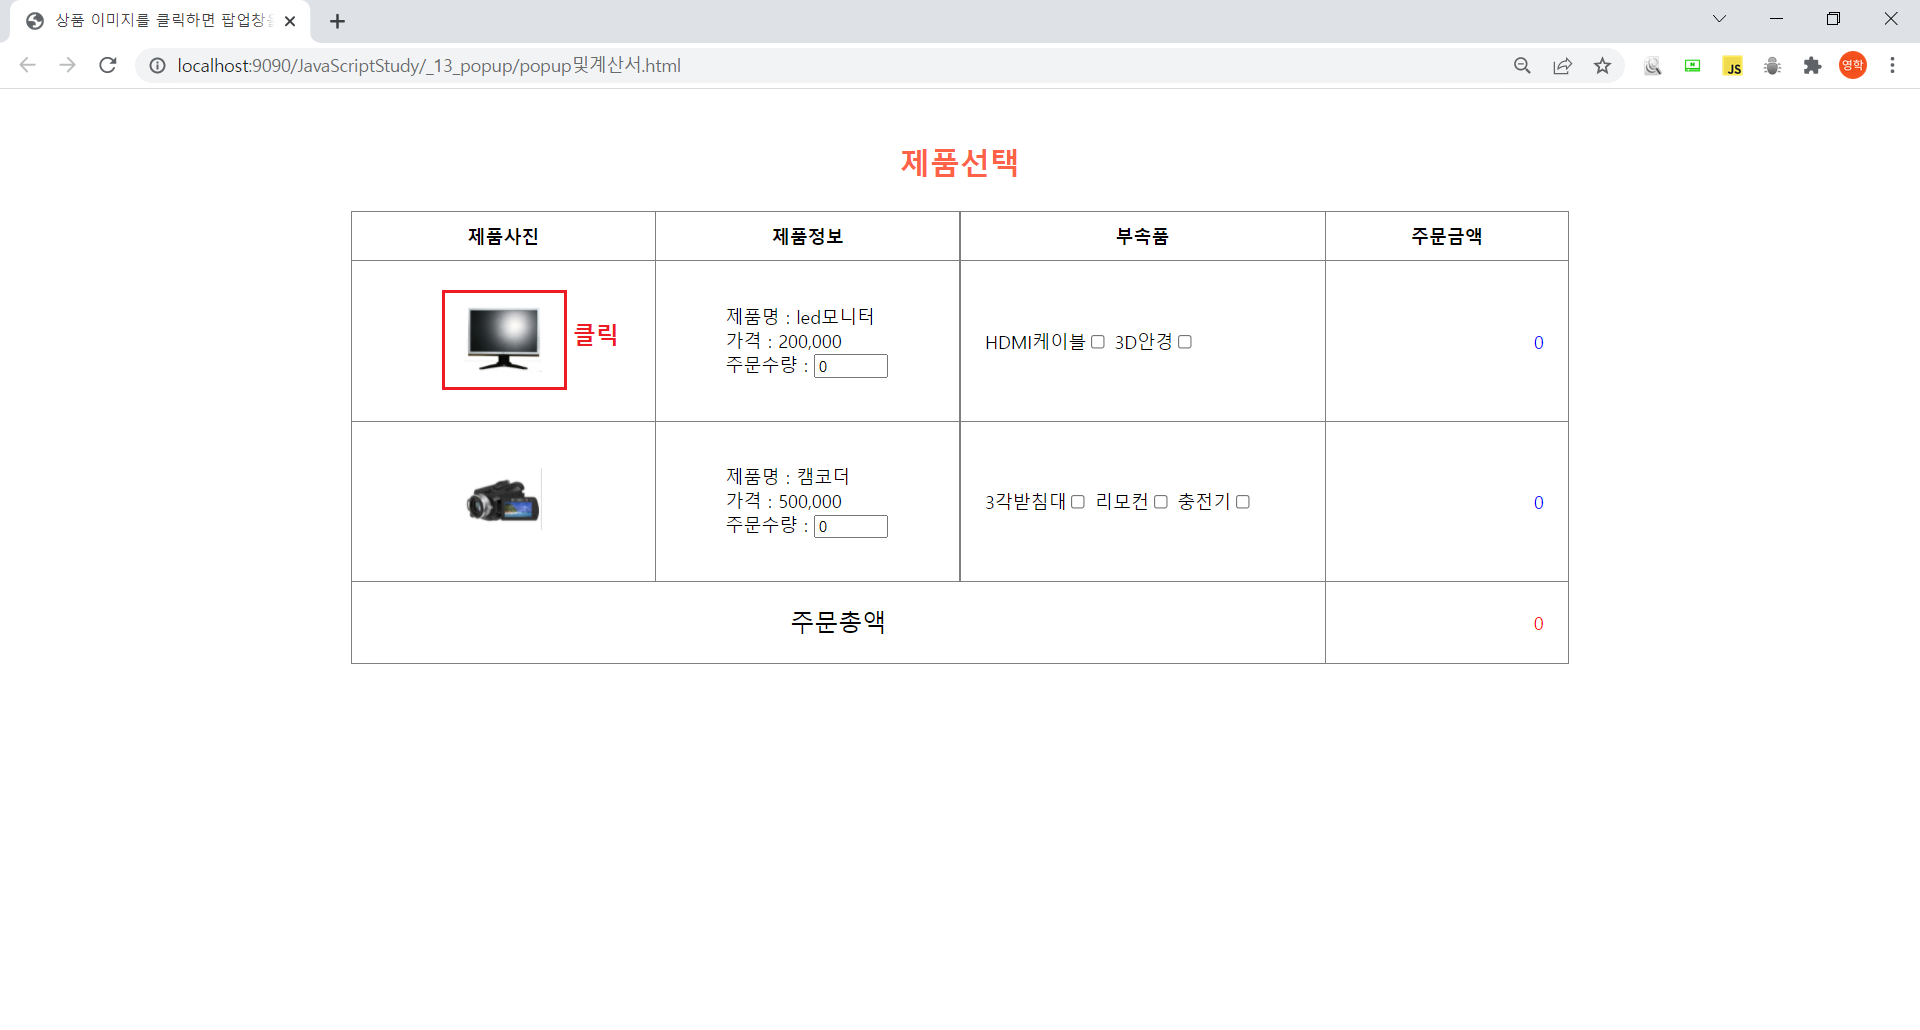 상품 이미지를 클릭하면 팝업창을
localhost:9090/JavaScriptStudy/_13_popup/popup및계산서.html
JS
영학
제품선택
제품사진 제품정보 부속품 주문금액
클릭
제품명 : led모니터
가격 : 200,000
주문수량 : 0
HDMI케이블 3D안경
0
제품명 : 캠코더
가격 : 500,000
주문수량 : 0
3각받침대 리모컨 충전기
0
주문총액 0